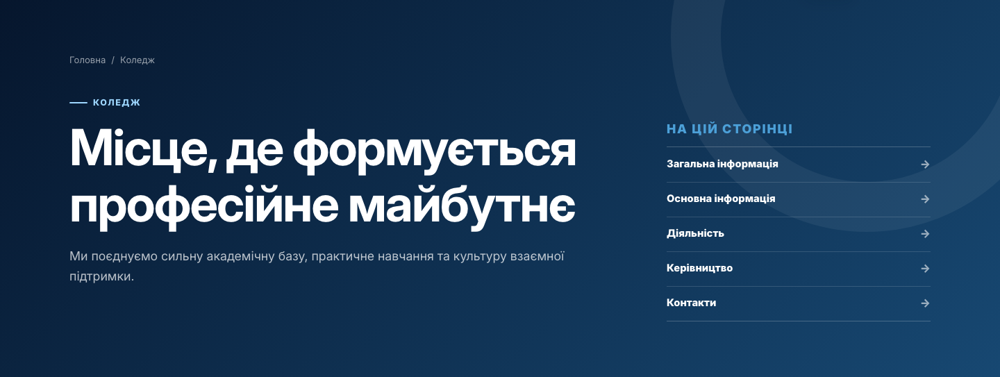 Головна / Коледж
КОЛЕДЖ
Місце, де формується
професійне майбутнє
Ми поєднуємо сильну академічну базу, практичне навчання та культуру взаємної
підтримки.
НА ЦІЙ СТОРІНЦІ
Загальна інформація →
Основна інформація →
Діяльність →
Керівництво →
Контакти →